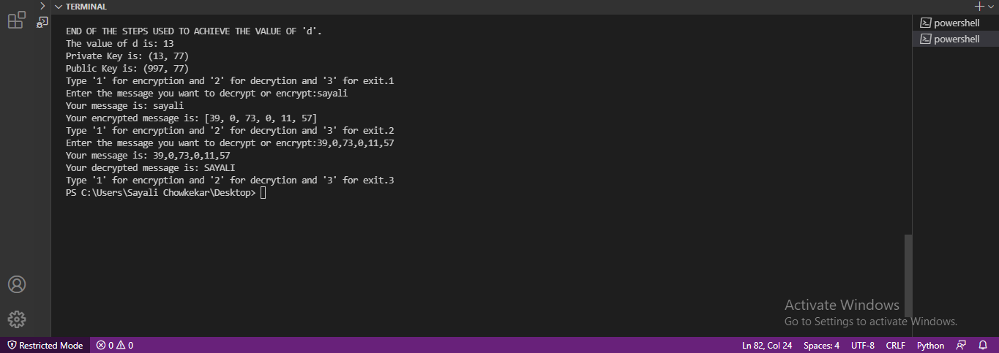 TERMINAL
END OF THE STEPS USED TO ACHIEVE THE VALUE OF 'd'.
The value of d is: 13
Private Key is: (13, 77)
Public Key is: (997, 77)
Type '1' for encryption and '2' for decrytion and '3' for exit.1
Enter the message you want to decrypt or encrypt:sayali
Your message is: sayali
Your encrypted message is: [39, 0, 73, 0, 11, 57]
Type '1' for encryption and '2' for decrytion and '3' for exit.2
Enter the message you want to decrypt or encrypt:39,0,73,0,11,57
Your message is: 39,0,73,0,11,57
Your decrypted message is: SAYALI
Type '1' for encryption and '2' for decrytion and '3' for exit.3
PS C:\Users\Sayali Chowkekar\Desktop>
powershell
powershell
Activate Windows
Go to Settings to activate Windows.
Restricted Mode 0 0 Ln 82, Col 24 Spaces: 4 UTF-8 CRLF Python